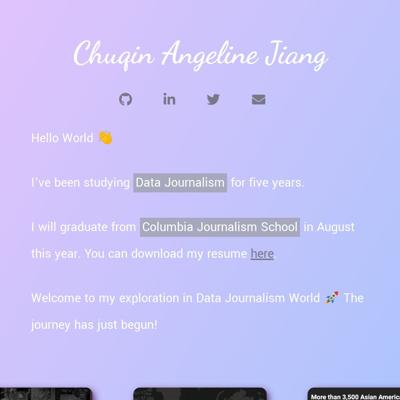 Chuqin Angeline Jiang
Hello World 👋
I've been studying Data Journalism for five years.
I will graduate from Columbia Journalism School in August
this year. You can download my resume here.
Welcome to my exploration in Data Journalism World 🚀 The
journey has just begun!
More than 3,500 Asian America